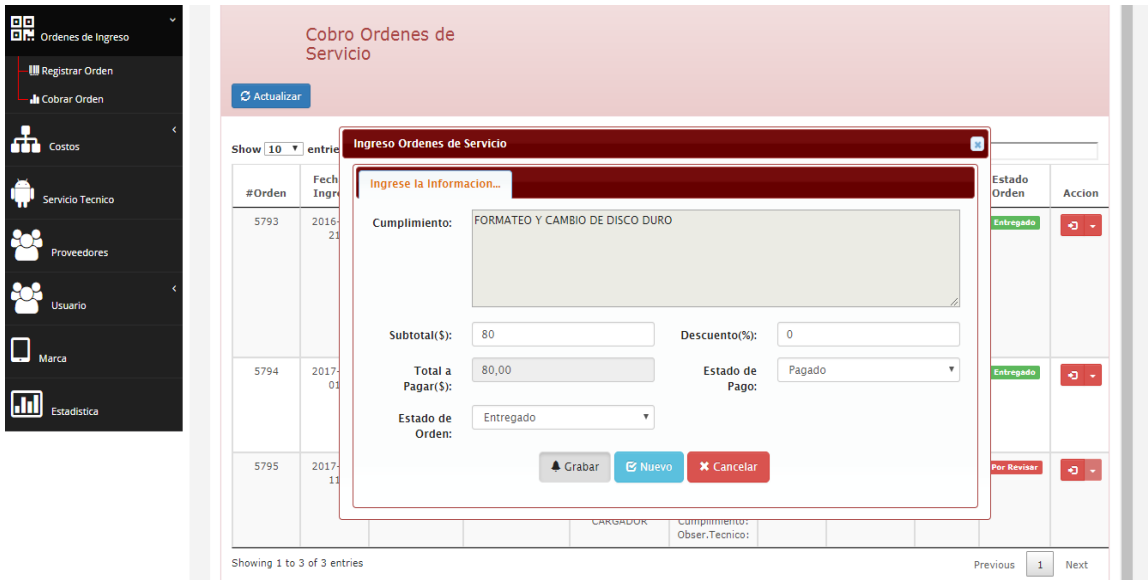 Ordenes de Ingreso
Registrar Orden
Cobrar Orden
Costos
Servicio Tecnico
Proveedores
Usuario
Marca
Estadistica
Cobro Ordenes de
Servicio
Actualizar
Show 10 entrie
#Orden
Fech
Ingre
Estado
Orden
Accion
5793
2016-
21
Entregado
5794
2017-
01
Entregado
5795
2017-
11
Por Revisar
CARGADOR
Cumplimiento:
Obser.Tecnico:
Ingreso Ordenes de Servicio
Ingrese la Informacion...
Cumplimiento:
FORMATEO Y CAMBIO DE DISCO DURO
Subtotal($): 80
Descuento(%): 0
Total a
Pagar($):
80,00
Estado de
Pago:
Pagado
Estado de
Orden:
Entregado
Grabar
Nuevo
Cancelar
Showing 1 to 3 of 3 entries
Previous 1 Next